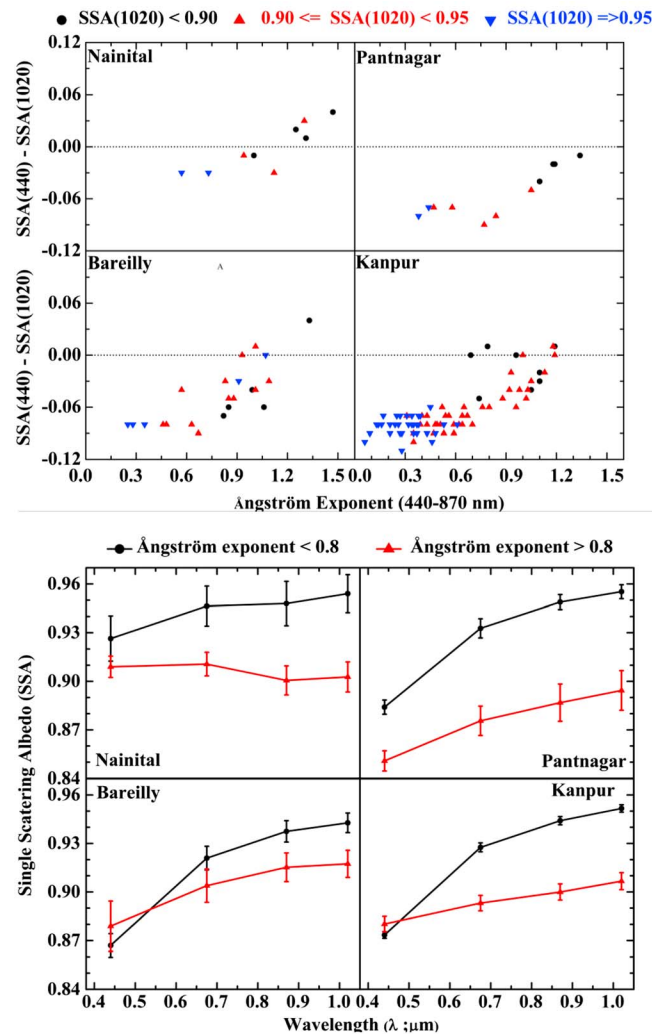 SSA(1020) < 0.90 0.90 <= SSA(1020) < 0.95 SSA(1020) =>0.95
0.12
Nainital Pantnagar
0.06
0.00
-0.06
-0.12
SSA(440) - SSA(1020)
Bareilly A Kanpur
0.06
0.00
-0.06
-0.12
SSA(440) - SSA(1020)
0.0 0.3 0.6 0.9 1.2 1.5 0.0 0.3 0.6 0.9 1.2 1.5
Ångström Exponent (440-870 nm)
Ångström exponent < 0.8 Ångström exponent > 0.8
0.96
0.93
0.90
0.87
0.84
Nainital Pantnagar
Single Scatering Albedo (SSA)
Bareilly Kanpur
0.96
0.93
0.90
0.87
0.84
0.4 0.5 0.6 0.7 0.8 0.9 1.0 0.4 0.5 0.6 0.7 0.8 0.9 1.0
Wavelength (λ ;μm)